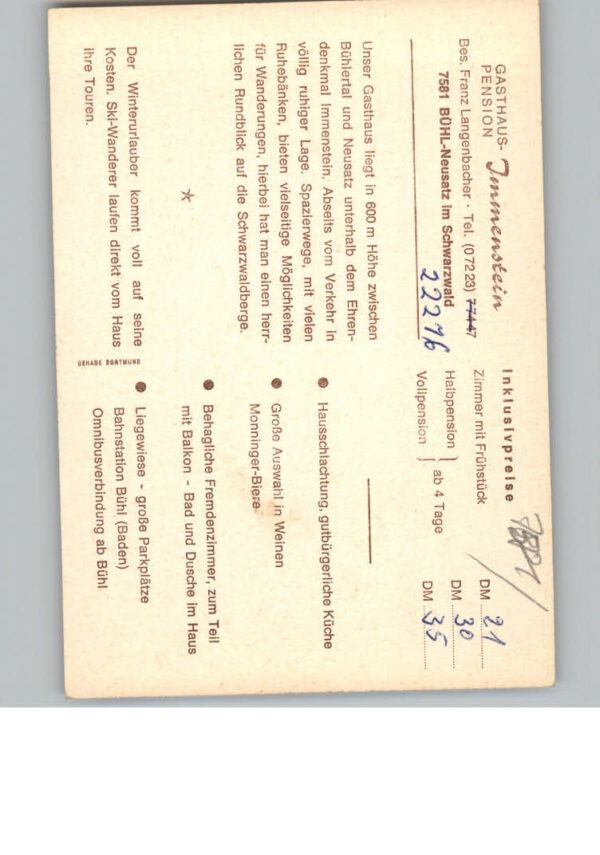 GASTHAUS-
PENSION Immenstein
Bes. Franz Langenbacher · Tel. (07223) 77447
7581 BÜHL-Neusatz im Schwarzwald
22276
Unser Gasthaus liegt in 600 m Höhe zwischen
Bühlertal und Neusatz unterhalb dem Ehren-
denkmal Immenstein. Abseits vom Verkehr in
völlig ruhiger Lage. Spazierwege, mit vielen
Ruhebänken, bieten vielseitige Möglichkeiten
für Wanderungen, hierbei hat man einen herr-
lichen Rundblick auf die Schwarzwaldberge.
Der Winterurlauber kommt voll auf seine
Kosten. Ski-Wanderer laufen direkt vom Haus
ihre Touren.
GEKADE DORTMUND
Inklusivpreise
Zimmer mit Frühstück DM 21
Halbpension } ab 4 Tage DM 30
Vollpension } DM 35
● Hausschlachtung, gutbürgerliche Küche
● Große Auswahl in Weinen
Monninger-Biere
● Behagliche Fremdenzimmer, zum Teil
mit Balkon - Bad und Dusche im Haus
● Liegewiese - große Parkplätze
Bahnstation Bühl (Baden)
Omnibusverbindung ab Bühl